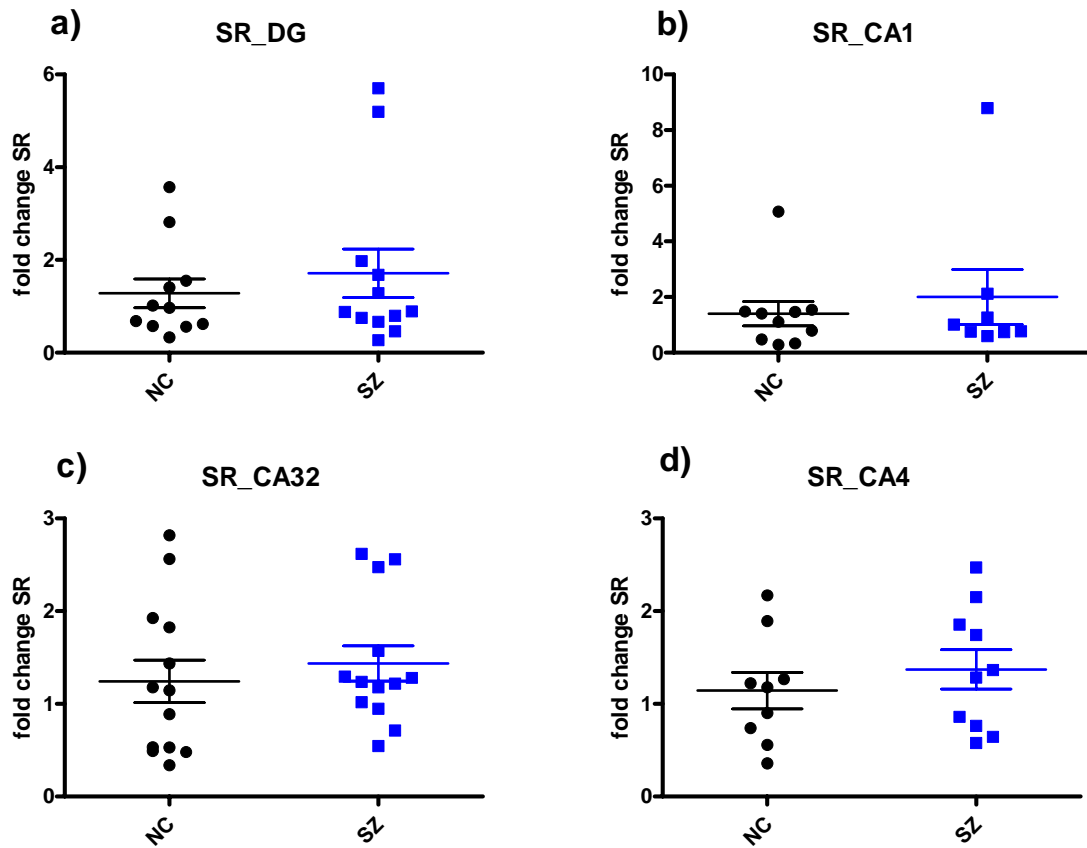 a)
SR_DG
fold change SR
6
4
2
0
NC
SZ
b)
SR_CA1
fold change SR
10
8
6
4
2
0
NC
SZ
c)
SR_CA32
fold change SR
3
2
1
0
NC
SZ
d)
SR_CA4
fold change SR
3
2
1
0
NC
SZ